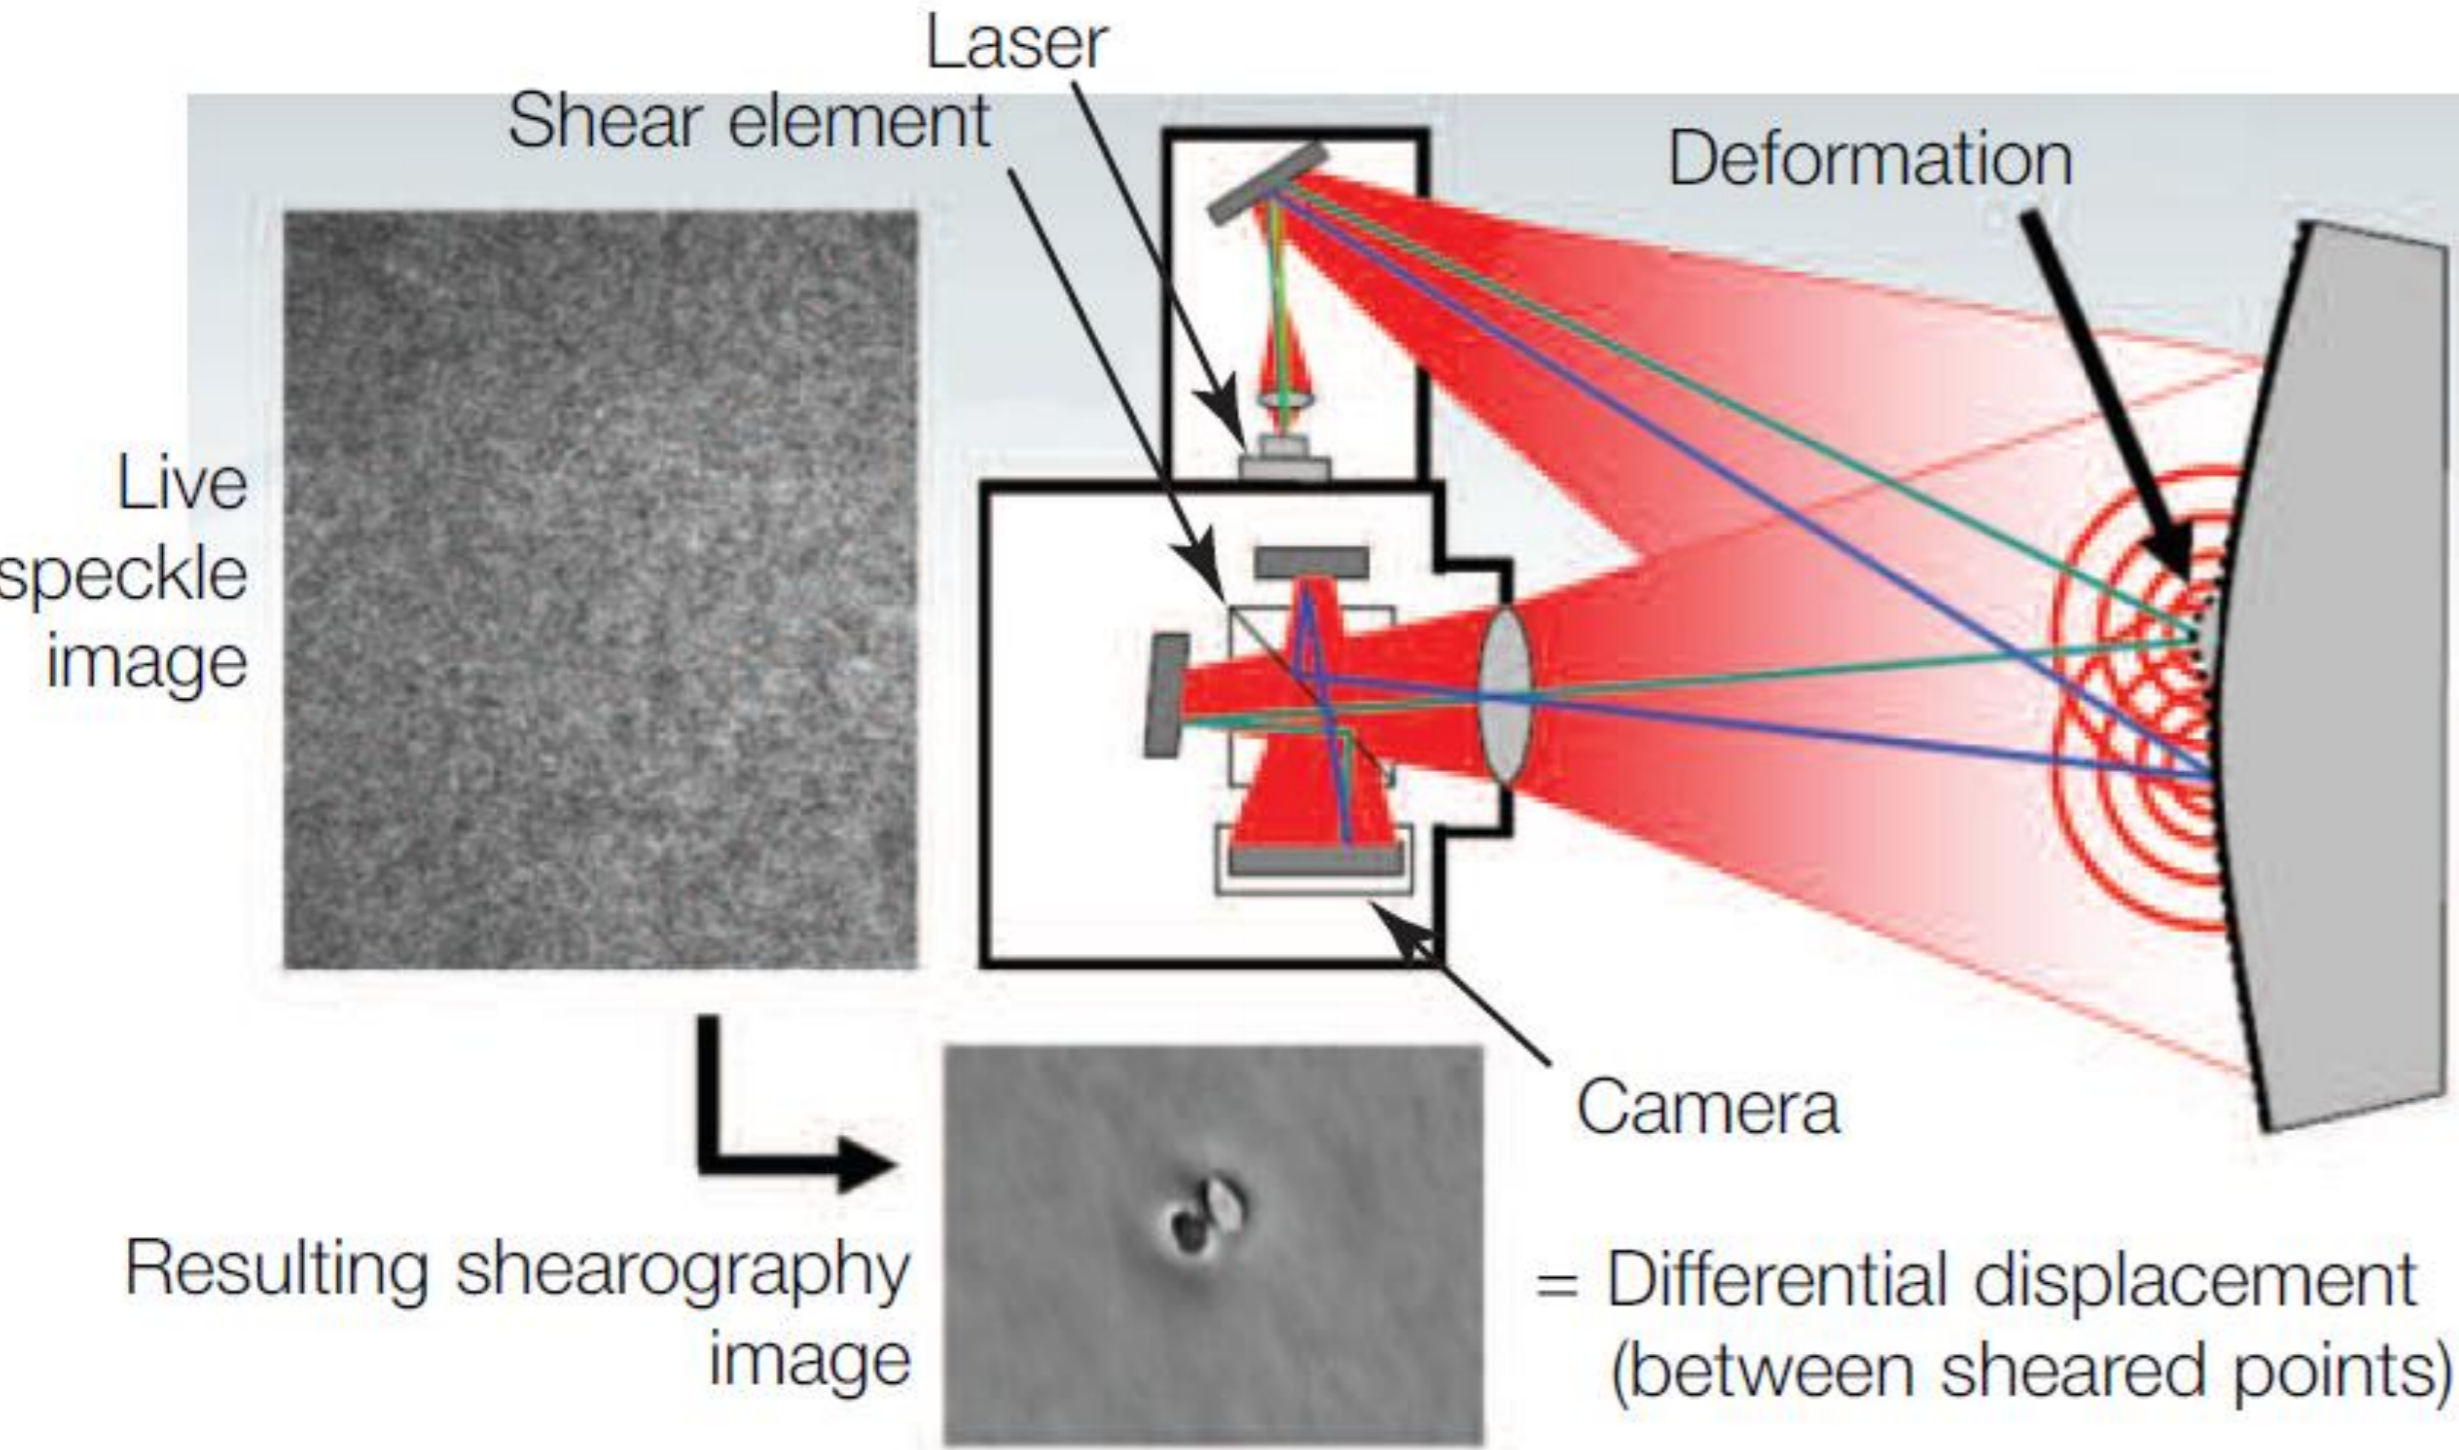 Laser
Shear element
Deformation
Live
speckle
image
Camera
Resulting shearography
image
= Differential displacement
(between sheared points)